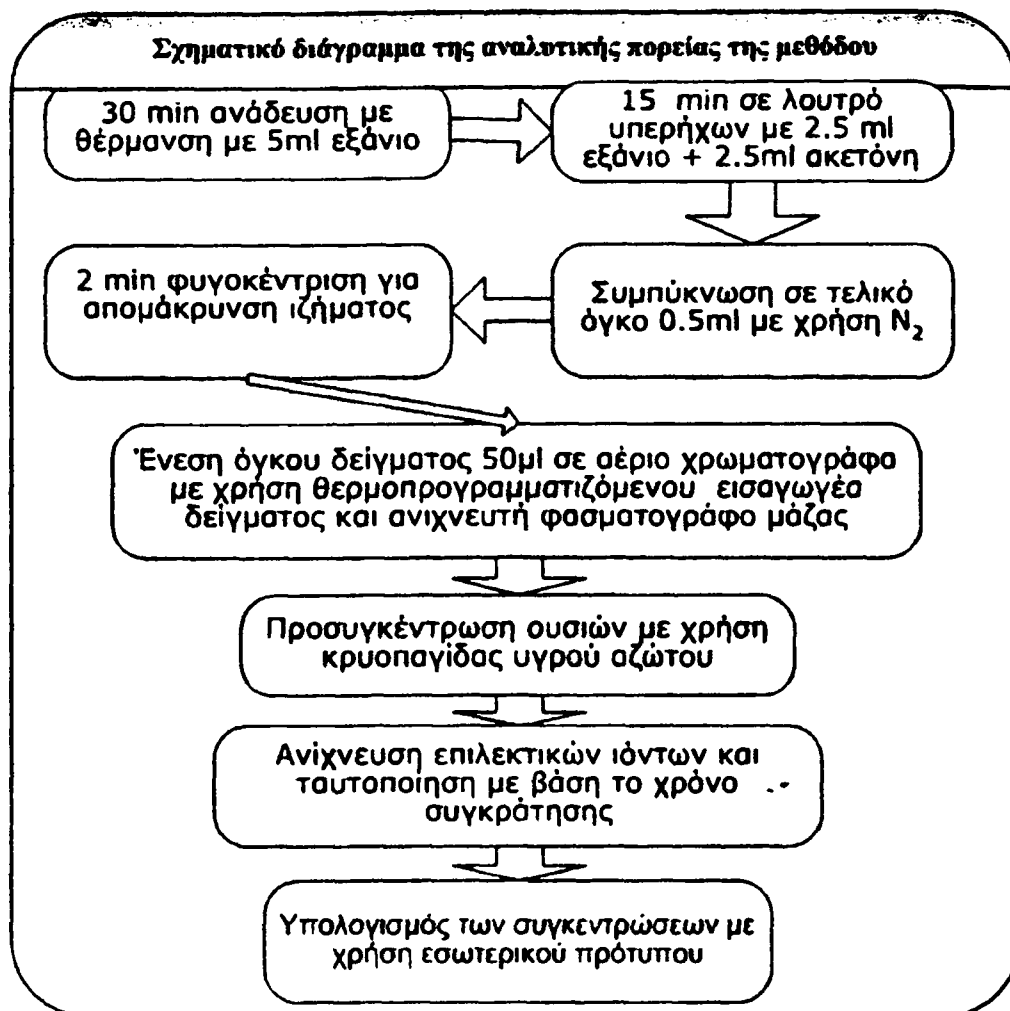 Σχηματικό διάγραμμα της αναλυτικής πορείας της μεθόδου
30 min ανάδευση με
θέρμανση με 5ml εξάνιο
15 min σε λουτρό
υπερήχων με 2.5 ml
εξάνιο + 2.5ml ακετόνη
Συμπύκνωση σε τελικό
όγκο 0.5ml με χρήση N₂
2 min φυγοκέντριση για
απομάκρυνση ιζήματος
Ένεση όγκου δείγματος 50μl σε αέριο χρωματογράφο
με χρήση θερμοπρογραμματιζόμενου εισαγωγέα
δείγματος και ανιχνευτή φασματογράφο μάζας
Προσυγκέντρωση ουσιών με χρήση
κρυοπαγίδας υγρού αζώτου
Ανίχνευση επιλεκτικών ιόντων και
ταυτοποίηση με βάση το χρόνο
συγκράτησης
Υπολογισμός των συγκεντρώσεων με
χρήση εσωτερικού πρότυπου